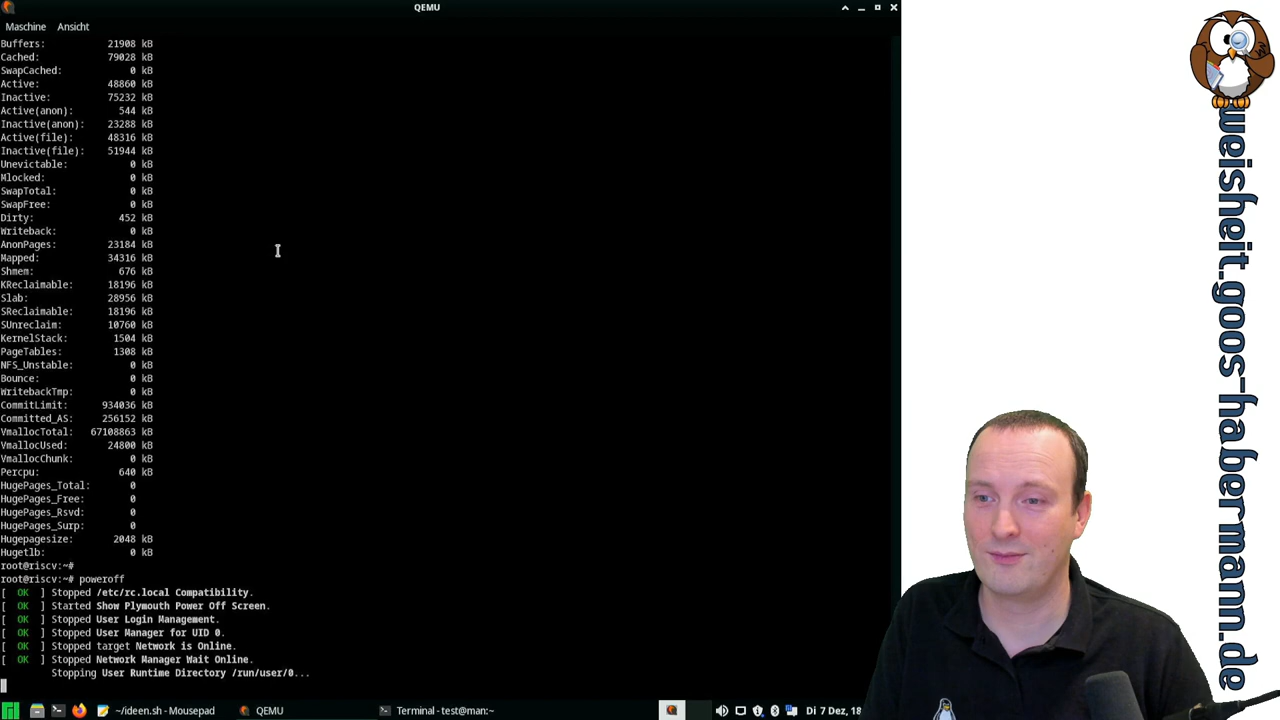 QEMU
Maschine Ansicht
Buffers: 21908 kB
Cached: 79028 kB
SwapCached: 0 kB
Active: 48860 kB
Inactive: 75232 kB
Active(anon): 544 kB
Inactive(anon): 23288 kB
Active(file): 48316 kB
Inactive(file): 51944 kB
Unevictable: 0 kB
Mlocked: 0 kB
SwapTotal: 0 kB
SwapFree: 0 kB
Dirty: 452 kB
Writeback: 0 kB
AnonPages: 23184 kB
Mapped: 34316 kB
Shmem: 676 kB
KReclaimable: 18196 kB
Slab: 28956 kB
SReclaimable: 18196 kB
SUnreclaim: 10760 kB
KernelStack: 1504 kB
PageTables: 1308 kB
NFS_Unstable: 0 kB
Bounce: 0 kB
WritebackTmp: 0 kB
CommitLimit: 934036 kB
Committed_AS: 256152 kB
VmallocTotal: 67108863 kB
VmallocUsed: 24800 kB
VmallocChunk: 0 kB
Percpu: 640 kB
HugePages_Total: 0
HugePages_Free: 0
HugePages_Rsvd: 0
HugePages_Surp: 0
Hugepagesize: 2048 kB
Hugetlb: 0 kB
root@riscv:~#
root@riscv:~# poweroff
[  OK  ] Stopped /etc/rc.local Compatibility.
[  OK  ] Started Show Plymouth Power Off Screen.
[  OK  ] Stopped User Login Management.
[  OK  ] Stopped User Manager for UID 0.
[  OK  ] Stopped target Network is Online.
[  OK  ] Stopped Network Manager Wait Online.
Stopping User Runtime Directory /run/user/0...
~/ideen.sh - Mousepad
QEMU
Terminal - test@man:~
Di 7 Dez, 18
weisheit.goos-habermann.de